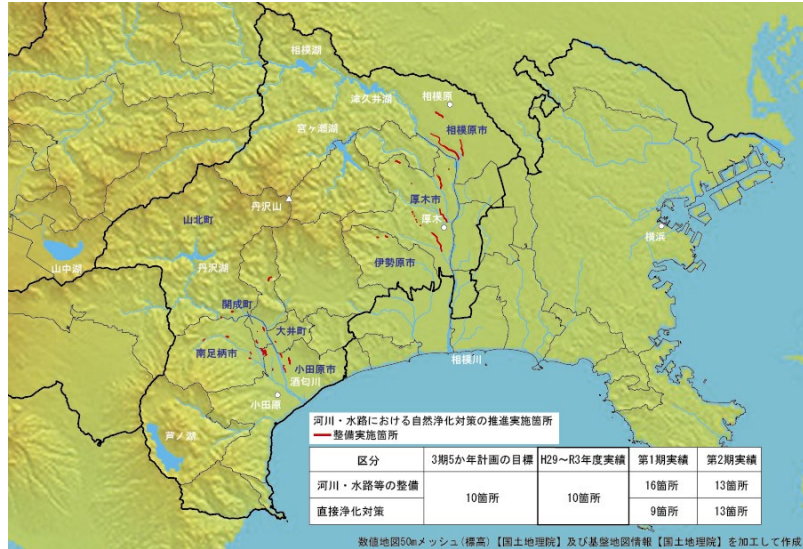 相模湖
津久井湖
相模原
相模原市
宮ヶ瀬湖
厚木市
丹沢山
山北町
厚木
横浜
山中湖
丹沢湖
伊勢原市
開成町
大井町
南足柄市
小田原市
相模川
酒匂川
小田原
芦ノ湖
河川・水路における自然浄化対策の推進実施箇所
整備実施箇所
区分 3期5か年計画の目標 H29～R3年度実績 第1期実績 第2期実績
河川・水路等の整備 10箇所 10箇所 16箇所 13箇所
直接浄化対策 9箇所 13箇所
数値地図50mメッシュ(標高)【国土地理院】及び基盤地図情報【国土地理院】を加工して作成